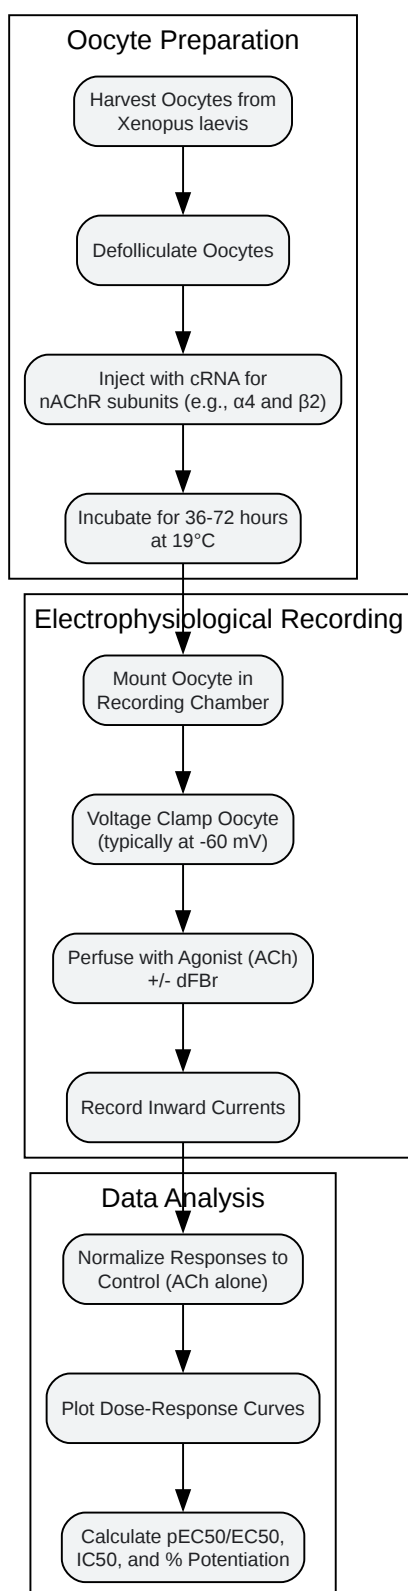 Oocyte Preparation
Harvest Oocytes from
Xenopus laevis
Defolliculate Oocytes
Inject with cRNA for
nAChR subunits (e.g., α4 and β2)
Incubate for 36-72 hours
at 19°C
Electrophysiological Recording
Mount Oocyte in
Recording Chamber
Voltage Clamp Oocyte
(typically at -60 mV)
Perfuse with Agonist (ACh)
+/- dFBr
Record Inward Currents
Data Analysis
Normalize Responses to
Control (ACh alone)
Plot Dose-Response Curves
Calculate pEC50/EC50,
IC50, and % Potentiation